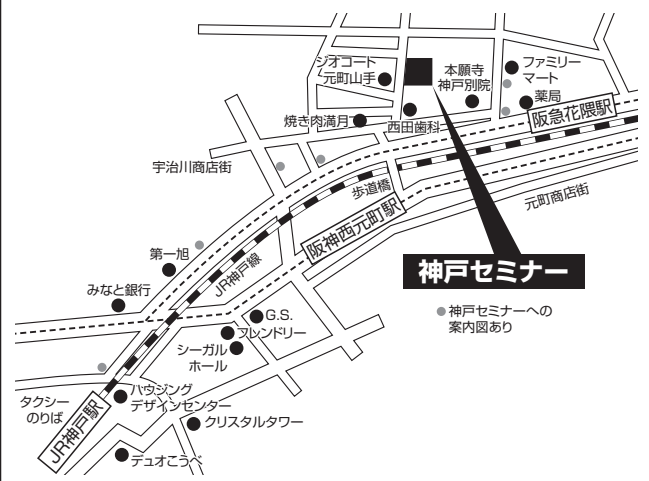 ジオコート
元町山手
本願寺
神戸別院
ファミリー
マート
薬局
焼き肉満月
西田歯科
阪急花隈駅
宇治川商店街
歩道橋
元町商店街
阪神西元町駅
第一旭
JR神戸線
神戸セミナー
みなと銀行
G.S.
神戸セミナーへの
案内図あり
フレンドリー
シーガル
ホール
タクシー
のりば
ハウジング
デザインセンター
クリスタルタワー
JR神戸駅
デュオこうべ